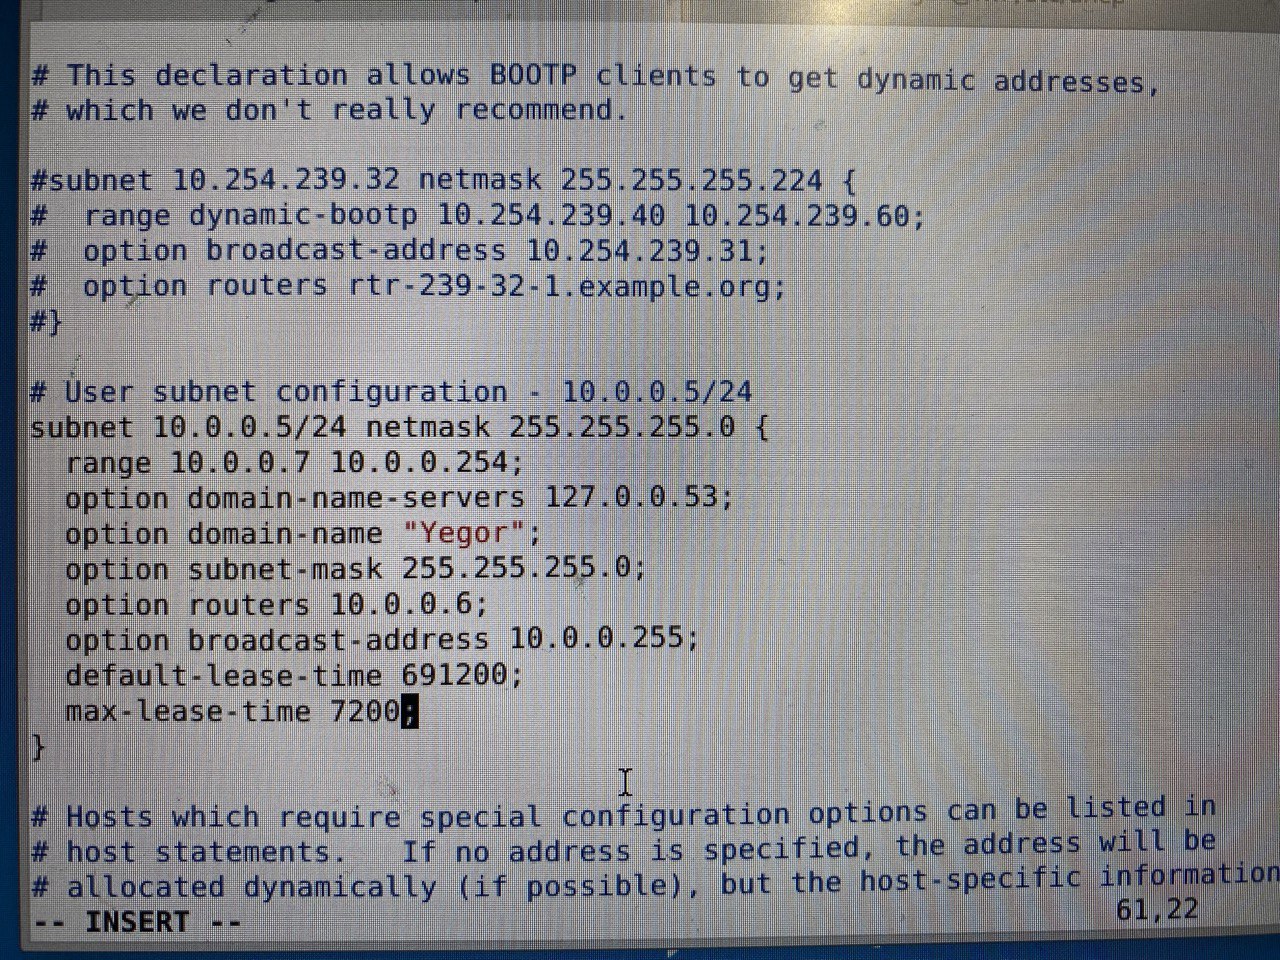 # This declaration allows BOOTP clients to get dynamic addresses,
# which we don't really recommend.
#subnet 10.254.239.32 netmask 255.255.255.224 {
#  range dynamic-bootp 10.254.239.40 10.254.239.60;
#  option broadcast-address 10.254.239.31;
#  option routers rtr-239-32-1.example.org;
#}
# User subnet configuration - 10.0.0.5/24
subnet 10.0.0.5/24 netmask 255.255.255.0 {
  range 10.0.0.7 10.0.0.254;
  option domain-name-servers 127.0.0.53;
  option domain-name "Yegor";
  option subnet-mask 255.255.255.0;
  option routers 10.0.0.6;
  option broadcast-address 10.0.0.255;
  default-lease-time 691200;
  max-lease-time 7200;
}
# Hosts which require special configuration options can be listed in
# host statements.   If no address is specified, the address will be
# allocated dynamically (if possible), but the host-specific information
-- INSERT --
61,22